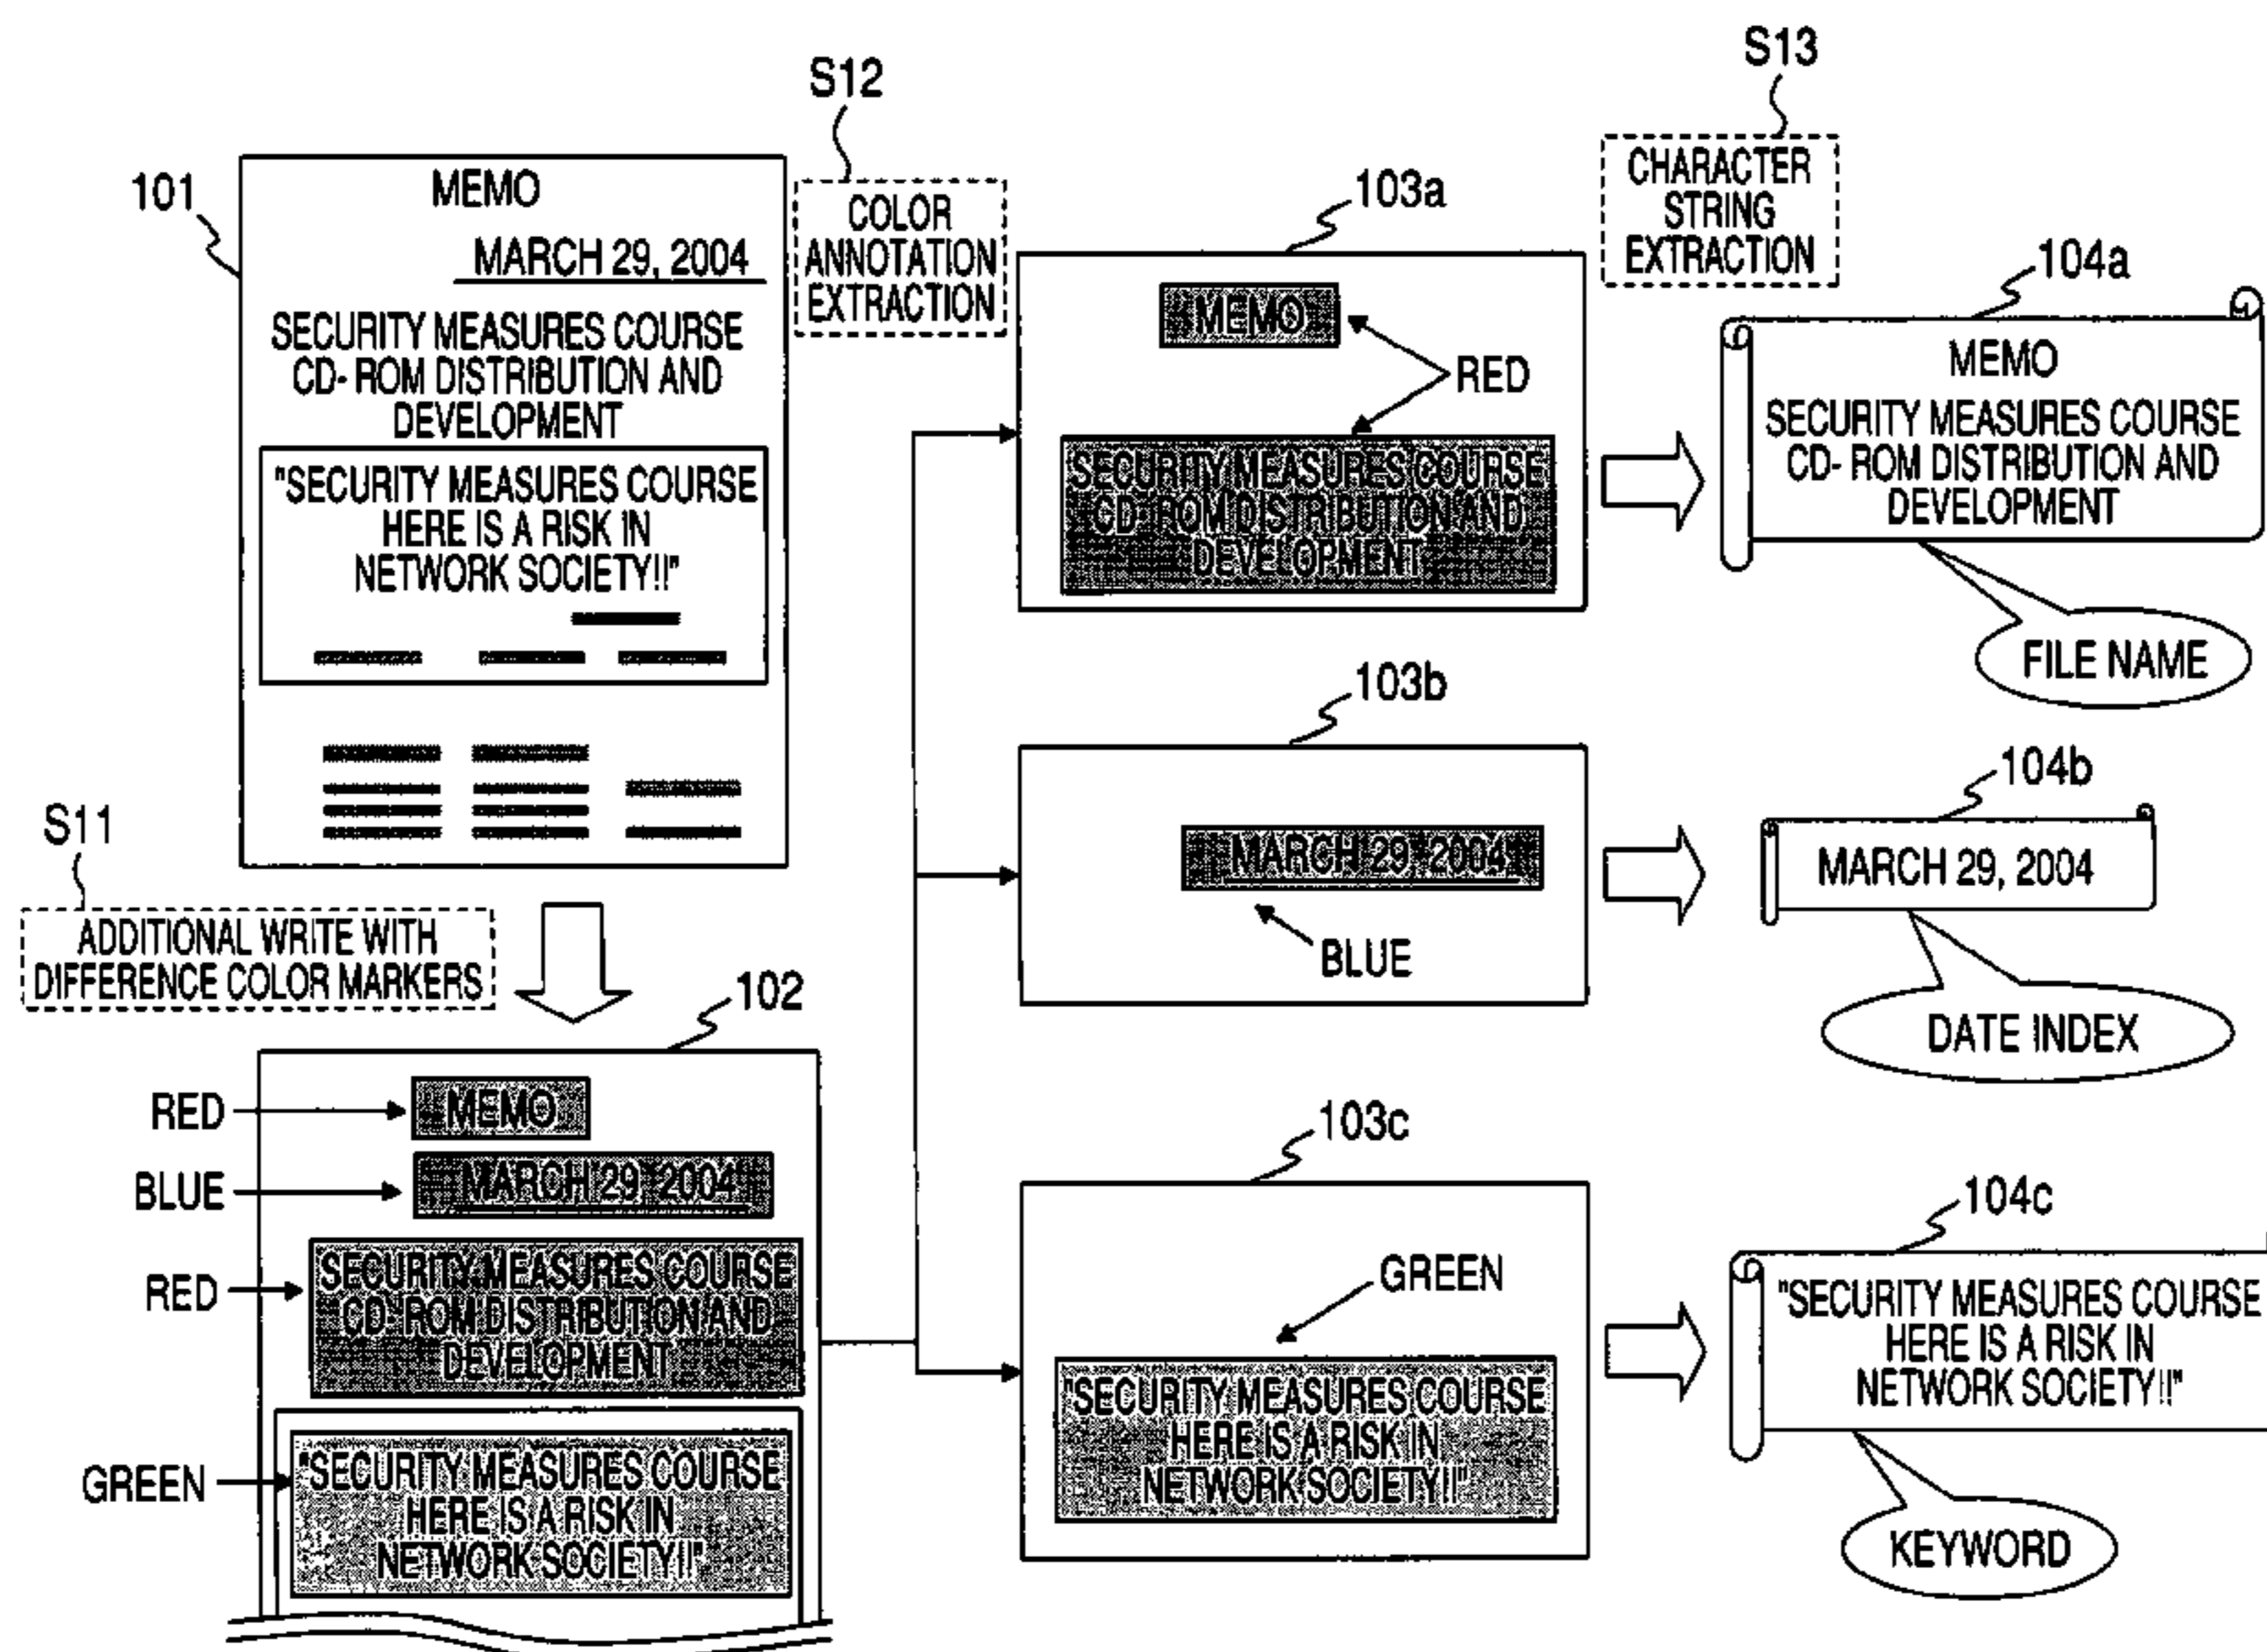 S12
S13
101
MEMO
MARCH 29, 2004
SECURITY MEASURES COURSE
CD- ROM DISTRIBUTION AND
DEVELOPMENT
"SECURITY MEASURES COURSE
HERE IS A RISK IN
NETWORK SOCIETY!!"
COLOR
ANNOTATION
EXTRACTION
S11
ADDITIONAL WRITE WITH
DIFFERENCE COLOR MARKERS
102
RED
MEMO
BLUE
MARCH 29, 2004
RED
SECURITY MEASURES COURSE
CD- ROM DISTRIBUTION AND
DEVELOPMENT
GREEN
"SECURITY MEASURES COURSE
HERE IS A RISK IN
NETWORK SOCIETY!!"
103a
MEMO
RED
SECURITY MEASURES COURSE
CD- ROM DISTRIBUTION AND
DEVELOPMENT
103b
MARCH 29, 2004
BLUE
103c
GREEN
"SECURITY MEASURES COURSE
HERE IS A RISK IN
NETWORK SOCIETY!!"
CHARACTER
STRING
EXTRACTION
104a
MEMO
SECURITY MEASURES COURSE
CD- ROM DISTRIBUTION AND
DEVELOPMENT
FILE NAME
104b
MARCH 29, 2004
DATE INDEX
104c
"SECURITY MEASURES COURSE
HERE IS A RISK IN
NETWORK SOCIETY!!"
KEYWORD